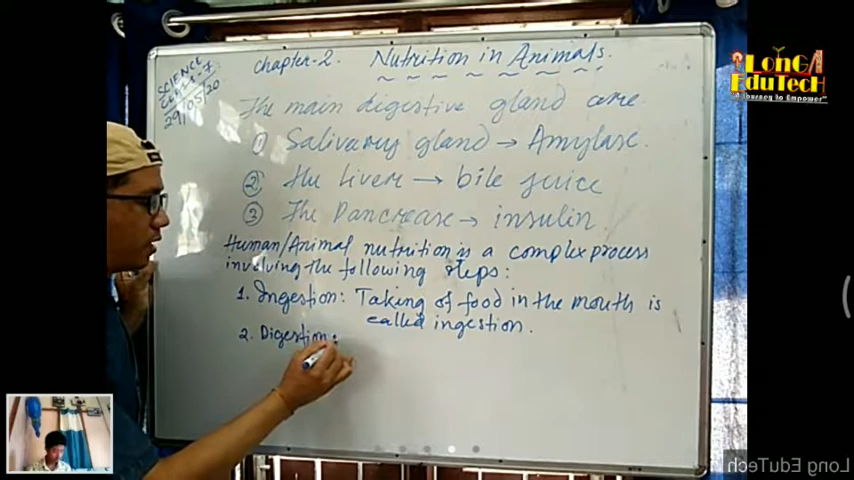 SCIENCE
CLASS-7
29/05/20
chapter-2. Nutrition in Animals.
The main digestive gland are
① Salivary gland → Amylase.
② The Liver → bile juice
③ The Pancrease → insulin
Human/Animal nutrition is a complex process
involving the following steps:
1. Ingestion: Taking of food in the mouth is
called ingestion.
2. Digestion:
LONG
EDUTECH
"A Journey to Empower"
Long EduTech